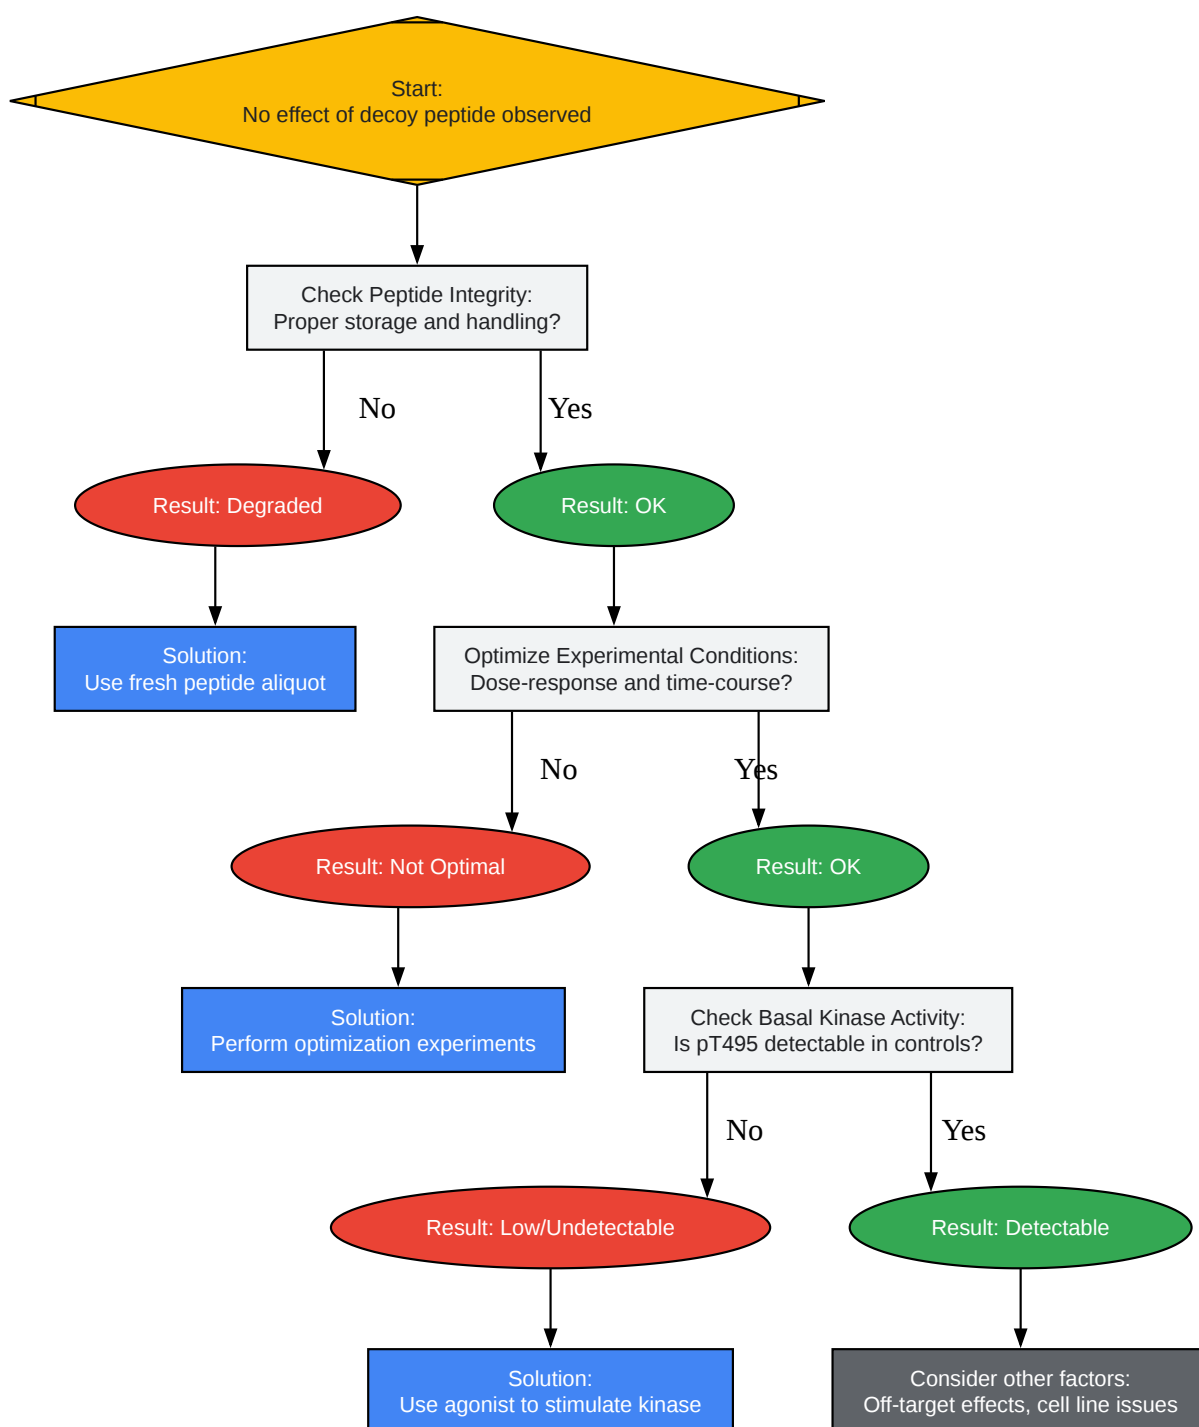 Start:
No effect of decoy peptide observed
Check Peptide Integrity:
Proper storage and handling?
No
Yes
Result: Degraded
Result: OK
Solution:
Use fresh peptide aliquot
Optimize Experimental Conditions:
Dose-response and time-course?
No
Yes
Result: Not Optimal
Result: OK
Solution:
Perform optimization experiments
Check Basal Kinase Activity:
Is pT495 detectable in controls?
No
Yes
Result: Low/Undetectable
Result: Detectable
Solution:
Use agonist to stimulate kinase
Consider other factors:
Off-target effects, cell line issues